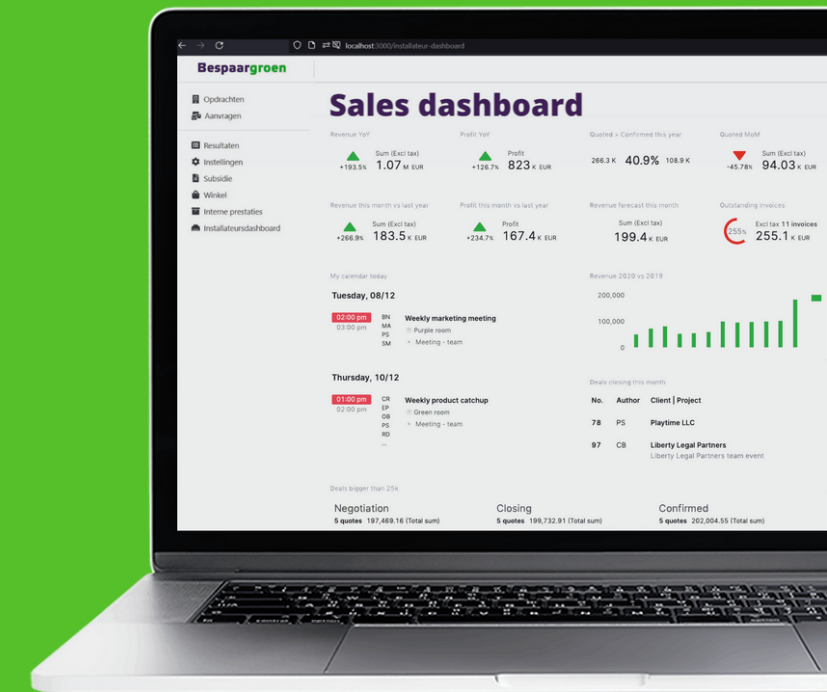 localhost:3000/installateur-dashboard
Bespaargroen
Opdrachten
Aanvragen
Resultaten
Instellingen
Subsidie
Winkel
Interne prestaties
Installateursdashboard
Sales dashboard
Revenue YoY
Profit YoY
Quoted > Confirmed this year
Quoted MoM
+193.5% Sum (Excl tax) 1.07 M EUR
+126.7% Profit 823 K EUR
266.3 K 40.9% 108.9 K
-45.78% Sum (Excl tax) 94.03 K EUR
Revenue this month vs last year
Profit this month vs last year
Revenue forecast this month
Outstanding invoices
+266.9% Sum (Excl tax) 183.5 K EUR
+234.7% Profit 167.4 K EUR
Sum (Excl tax) 199.4 K EUR
255% Excl tax 11 invoices 255.1 K EUR
My calendar today
Tuesday, 08/12
02:00 pm
03:00 pm
BN
MA
PS
SM
Weekly marketing meeting
Purple room
Meeting - team
Thursday, 10/12
01:00 pm
02:00 pm
CR
EP
OB
PS
RD
...
Weekly product catchup
Green room
Meeting - team
Revenue 2020 vs 2019
200,000
100,000
0
Deals closing this month
No. Author Client | Project
78 PS Playtime LLC
97 CB Liberty Legal Partners
Liberty Legal Partners team event
Deals bigger than 25k
Negotiation
5 quotes 197,469.16 (Total sum)
Closing
5 quotes 199,732.91 (Total sum)
Confirmed
5 quotes 202,004.55 (Total sum)